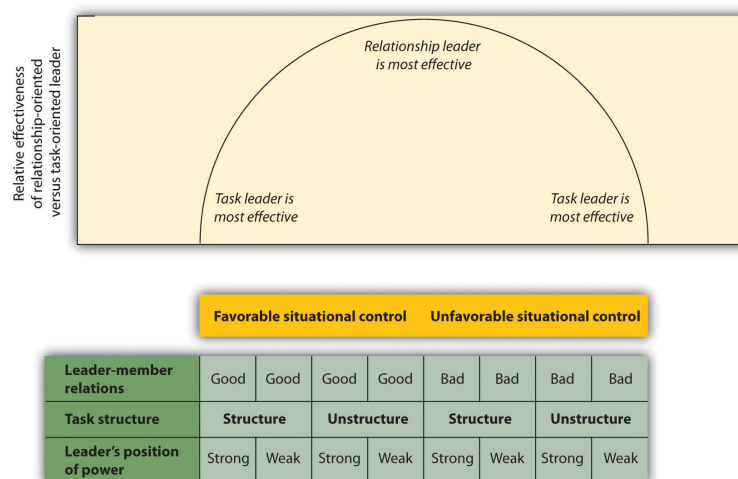 Relative effectiveness
of relationship-oriented
versus task-oriented leader
Relationship leader
is most effective
Task leader is
most effective
Task leader is
most effective
Favorable situational control Unfavorable situational control
Leader-member
relations
Good Good Good Good Bad Bad Bad Bad
Task structure Structure Unstructure Structure Unstructure
Leader's position
of power
Strong Weak Strong Weak Strong Weak Strong Weak